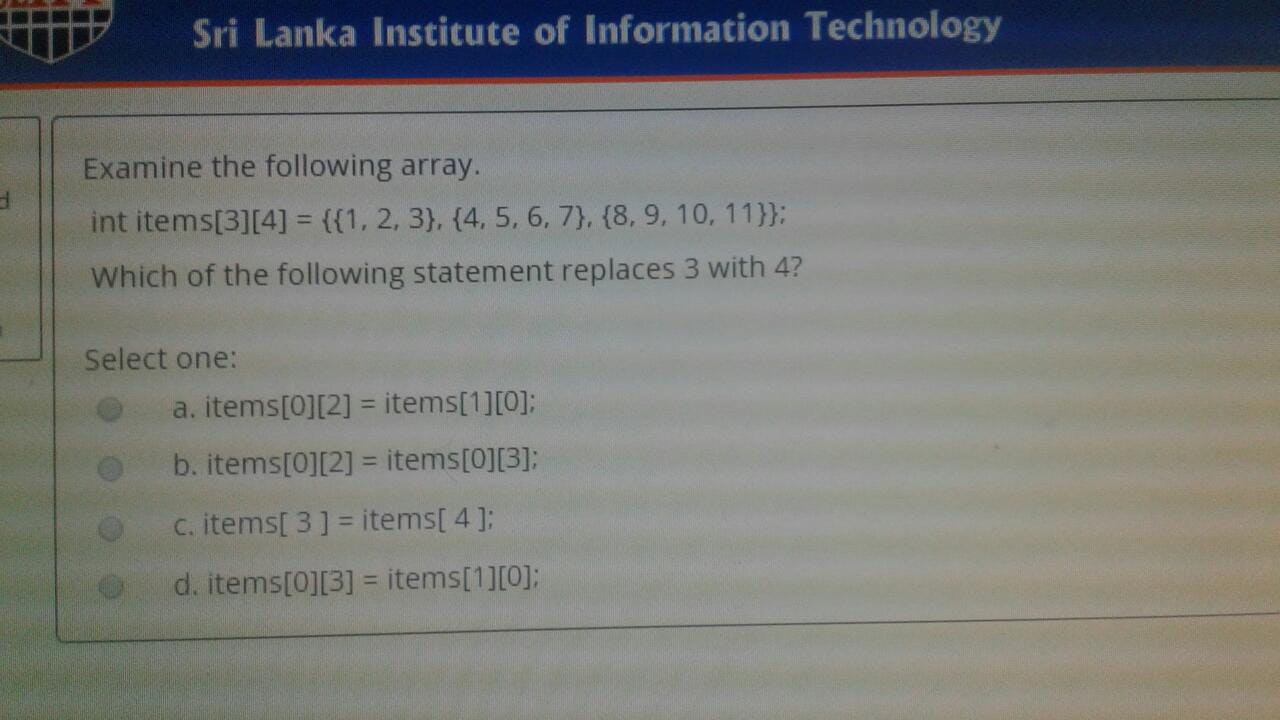 Sri Lanka Institute of Information Technology
Examine the following array.
d
int items[3][4] = {{1, 2, 3}, {4, 5, 6, 7}, {8, 9, 10, 11}};
Which of the following statement replaces 3 with 4?
Select one:
a. items[0][2] = items[1][0];
b. items[0][2] = items[0][3];
c. items[ 3 ] = items[ 4 ];
d. items[0][3] = items[1][0];